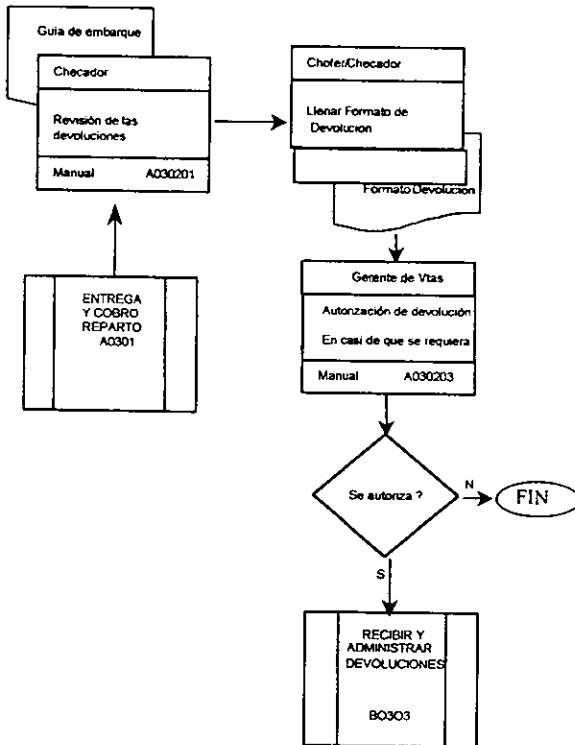 Guia de embarque
Checador
Revisión de las
devoluciones
Manual A030201
Chofer/Checador
Llenar Formato de
Devolucion
Formato Devolucion
ENTREGA
Y COBRO
REPARTO
A0301
Gerente de Vtas
Autorización de devolución
En casi de que se requiera
Manual A030203
Se autoriza ?
N
FIN
S
RECIBIR Y
ADMINISTRAR
DEVOLUCIONES
BO3O3